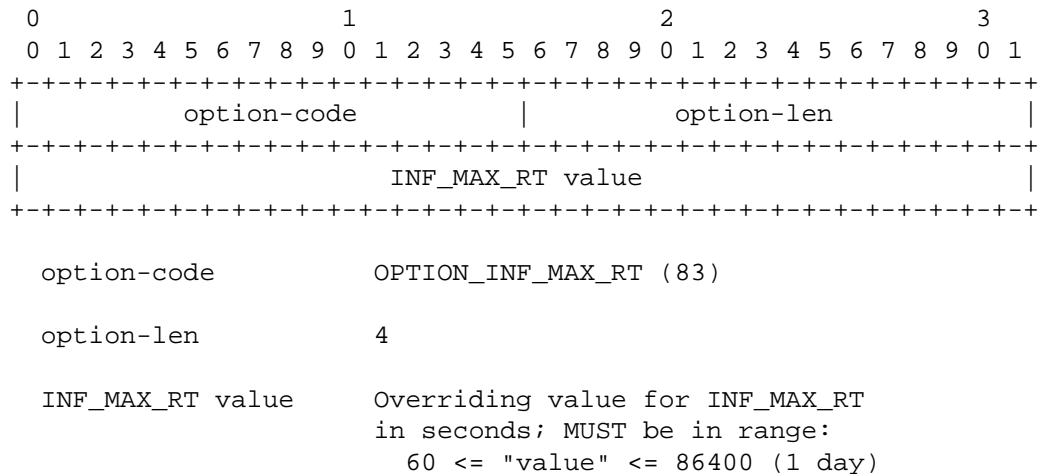 0                   1                   2                   3
 0 1 2 3 4 5 6 7 8 9 0 1 2 3 4 5 6 7 8 9 0 1 2 3 4 5 6 7 8 9 0 1
+-+-+-+-+-+-+-+-+-+-+-+-+-+-+-+-+-+-+-+-+-+-+-+-+-+-+-+-+-+-+-+-+
|          option-code          |         option-len            |
+-+-+-+-+-+-+-+-+-+-+-+-+-+-+-+-+-+-+-+-+-+-+-+-+-+-+-+-+-+-+-+-+
|                       INF_MAX_RT value                        |
+-+-+-+-+-+-+-+-+-+-+-+-+-+-+-+-+-+-+-+-+-+-+-+-+-+-+-+-+-+-+-+-+
option-code          OPTION_INF_MAX_RT (83)
option-len           4
INF_MAX_RT value     Overriding value for INF_MAX_RT
in seconds; MUST be in range:
60 <= "value" <= 86400 (1 day)